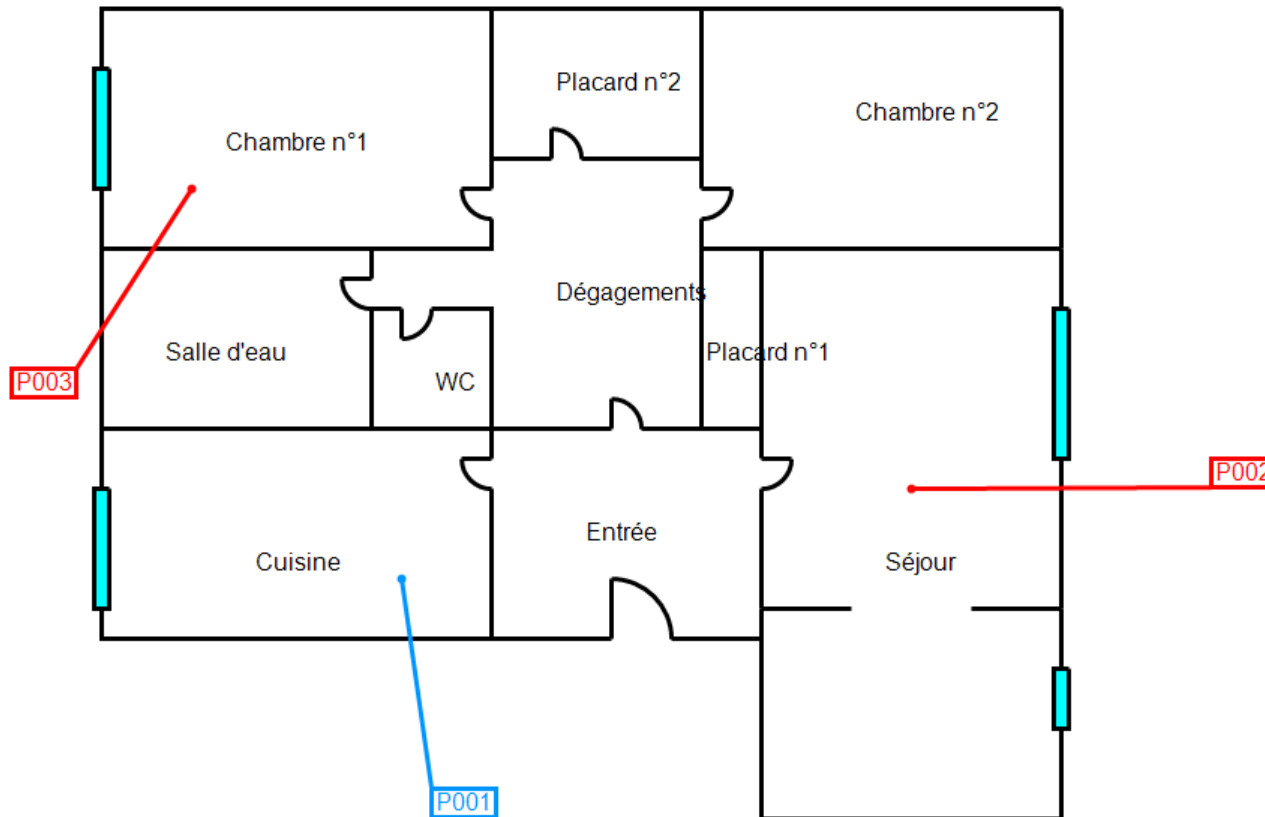 Placard n°2
Chambre n°2
Chambre n°1
Dégagements
Salle d'eau
Placard n°1
WC
P003
P002
Entrée
Cuisine
Séjour
P001